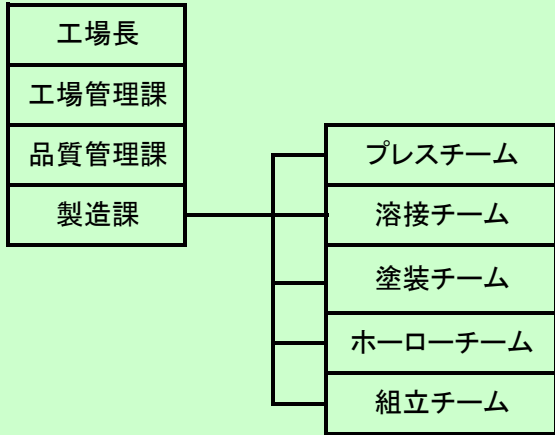 工場長
工場管理課
品質管理課
製造課
プレスチーム
溶接チーム
塗装チーム
ホーローチーム
組立チーム